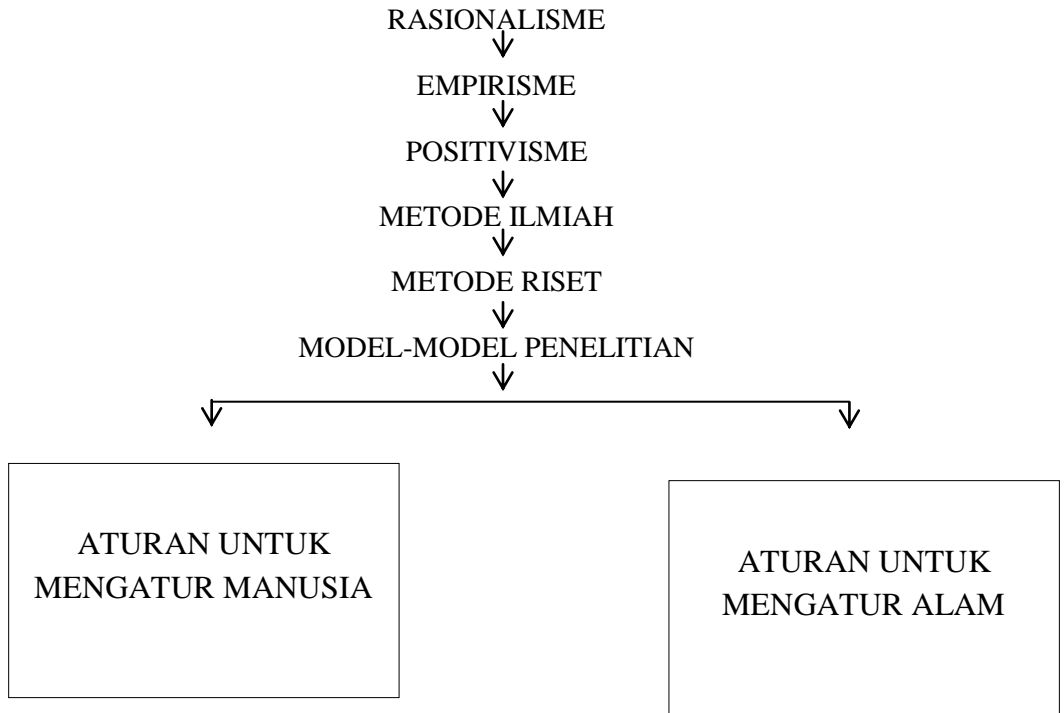 RASIONALISME
EMPIRISME
POSITIVISME
METODE ILMIAH
METODE RISET
MODEL-MODEL PENELITIAN
ATURAN UNTUK
MENGATUR MANUSIA
ATURAN UNTUK
MENGATUR ALAM